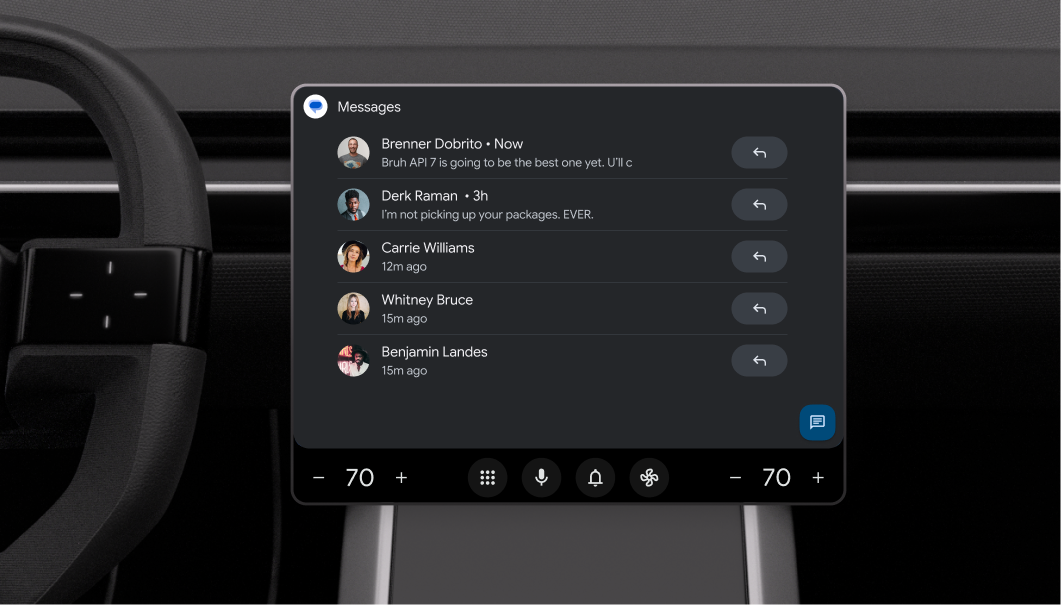 Messages
Brenner Dobrito • Now
Bruh API 7 is going to be the best one yet. U'll c
Derk Raman • 3h
I'm not picking up your packages. EVER.
Carrie Williams
12m ago
Whitney Bruce
15m ago
Benjamin Landes
15m ago
− 70 + − 70 +